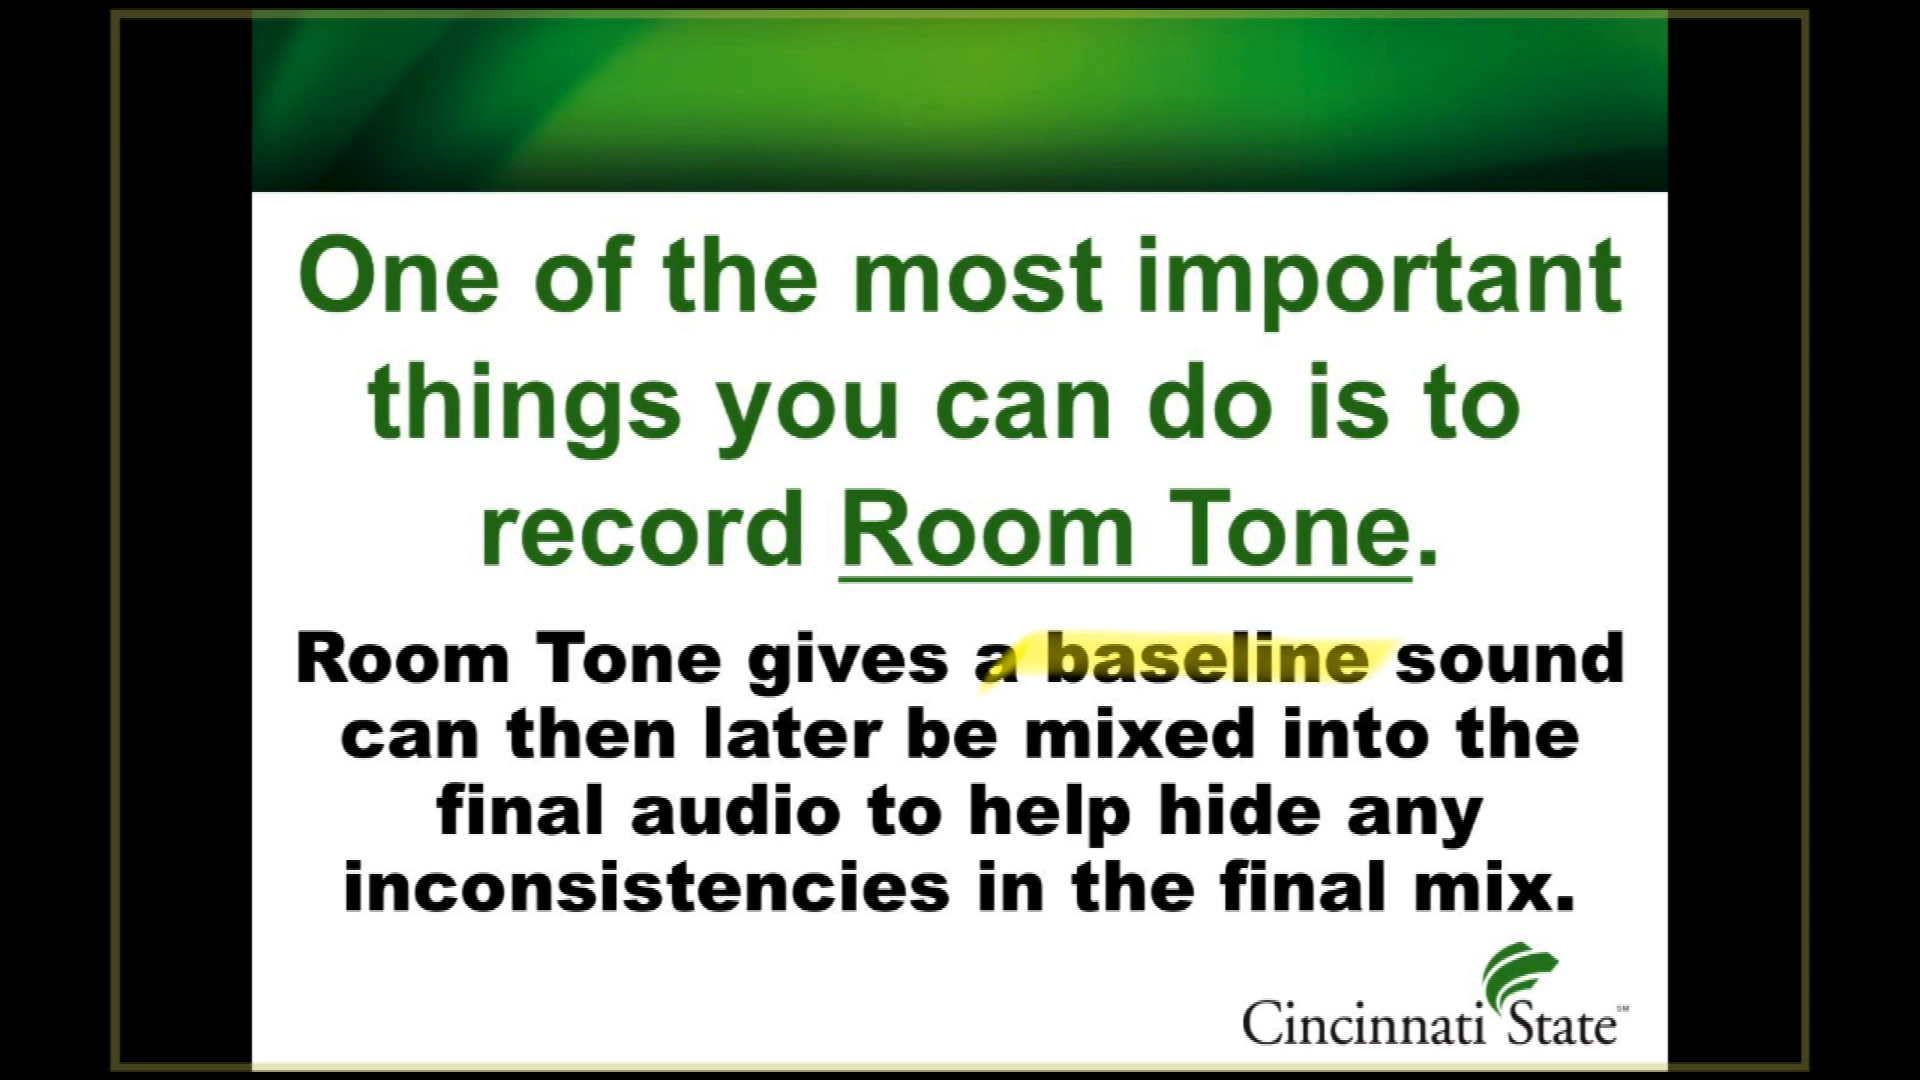 One of the most important
things you can do is to
record Room Tone.
Room Tone gives a baseline sound
can then later be mixed into the
final audio to help hide any
inconsistencies in the final mix.
Cincinnati State℠